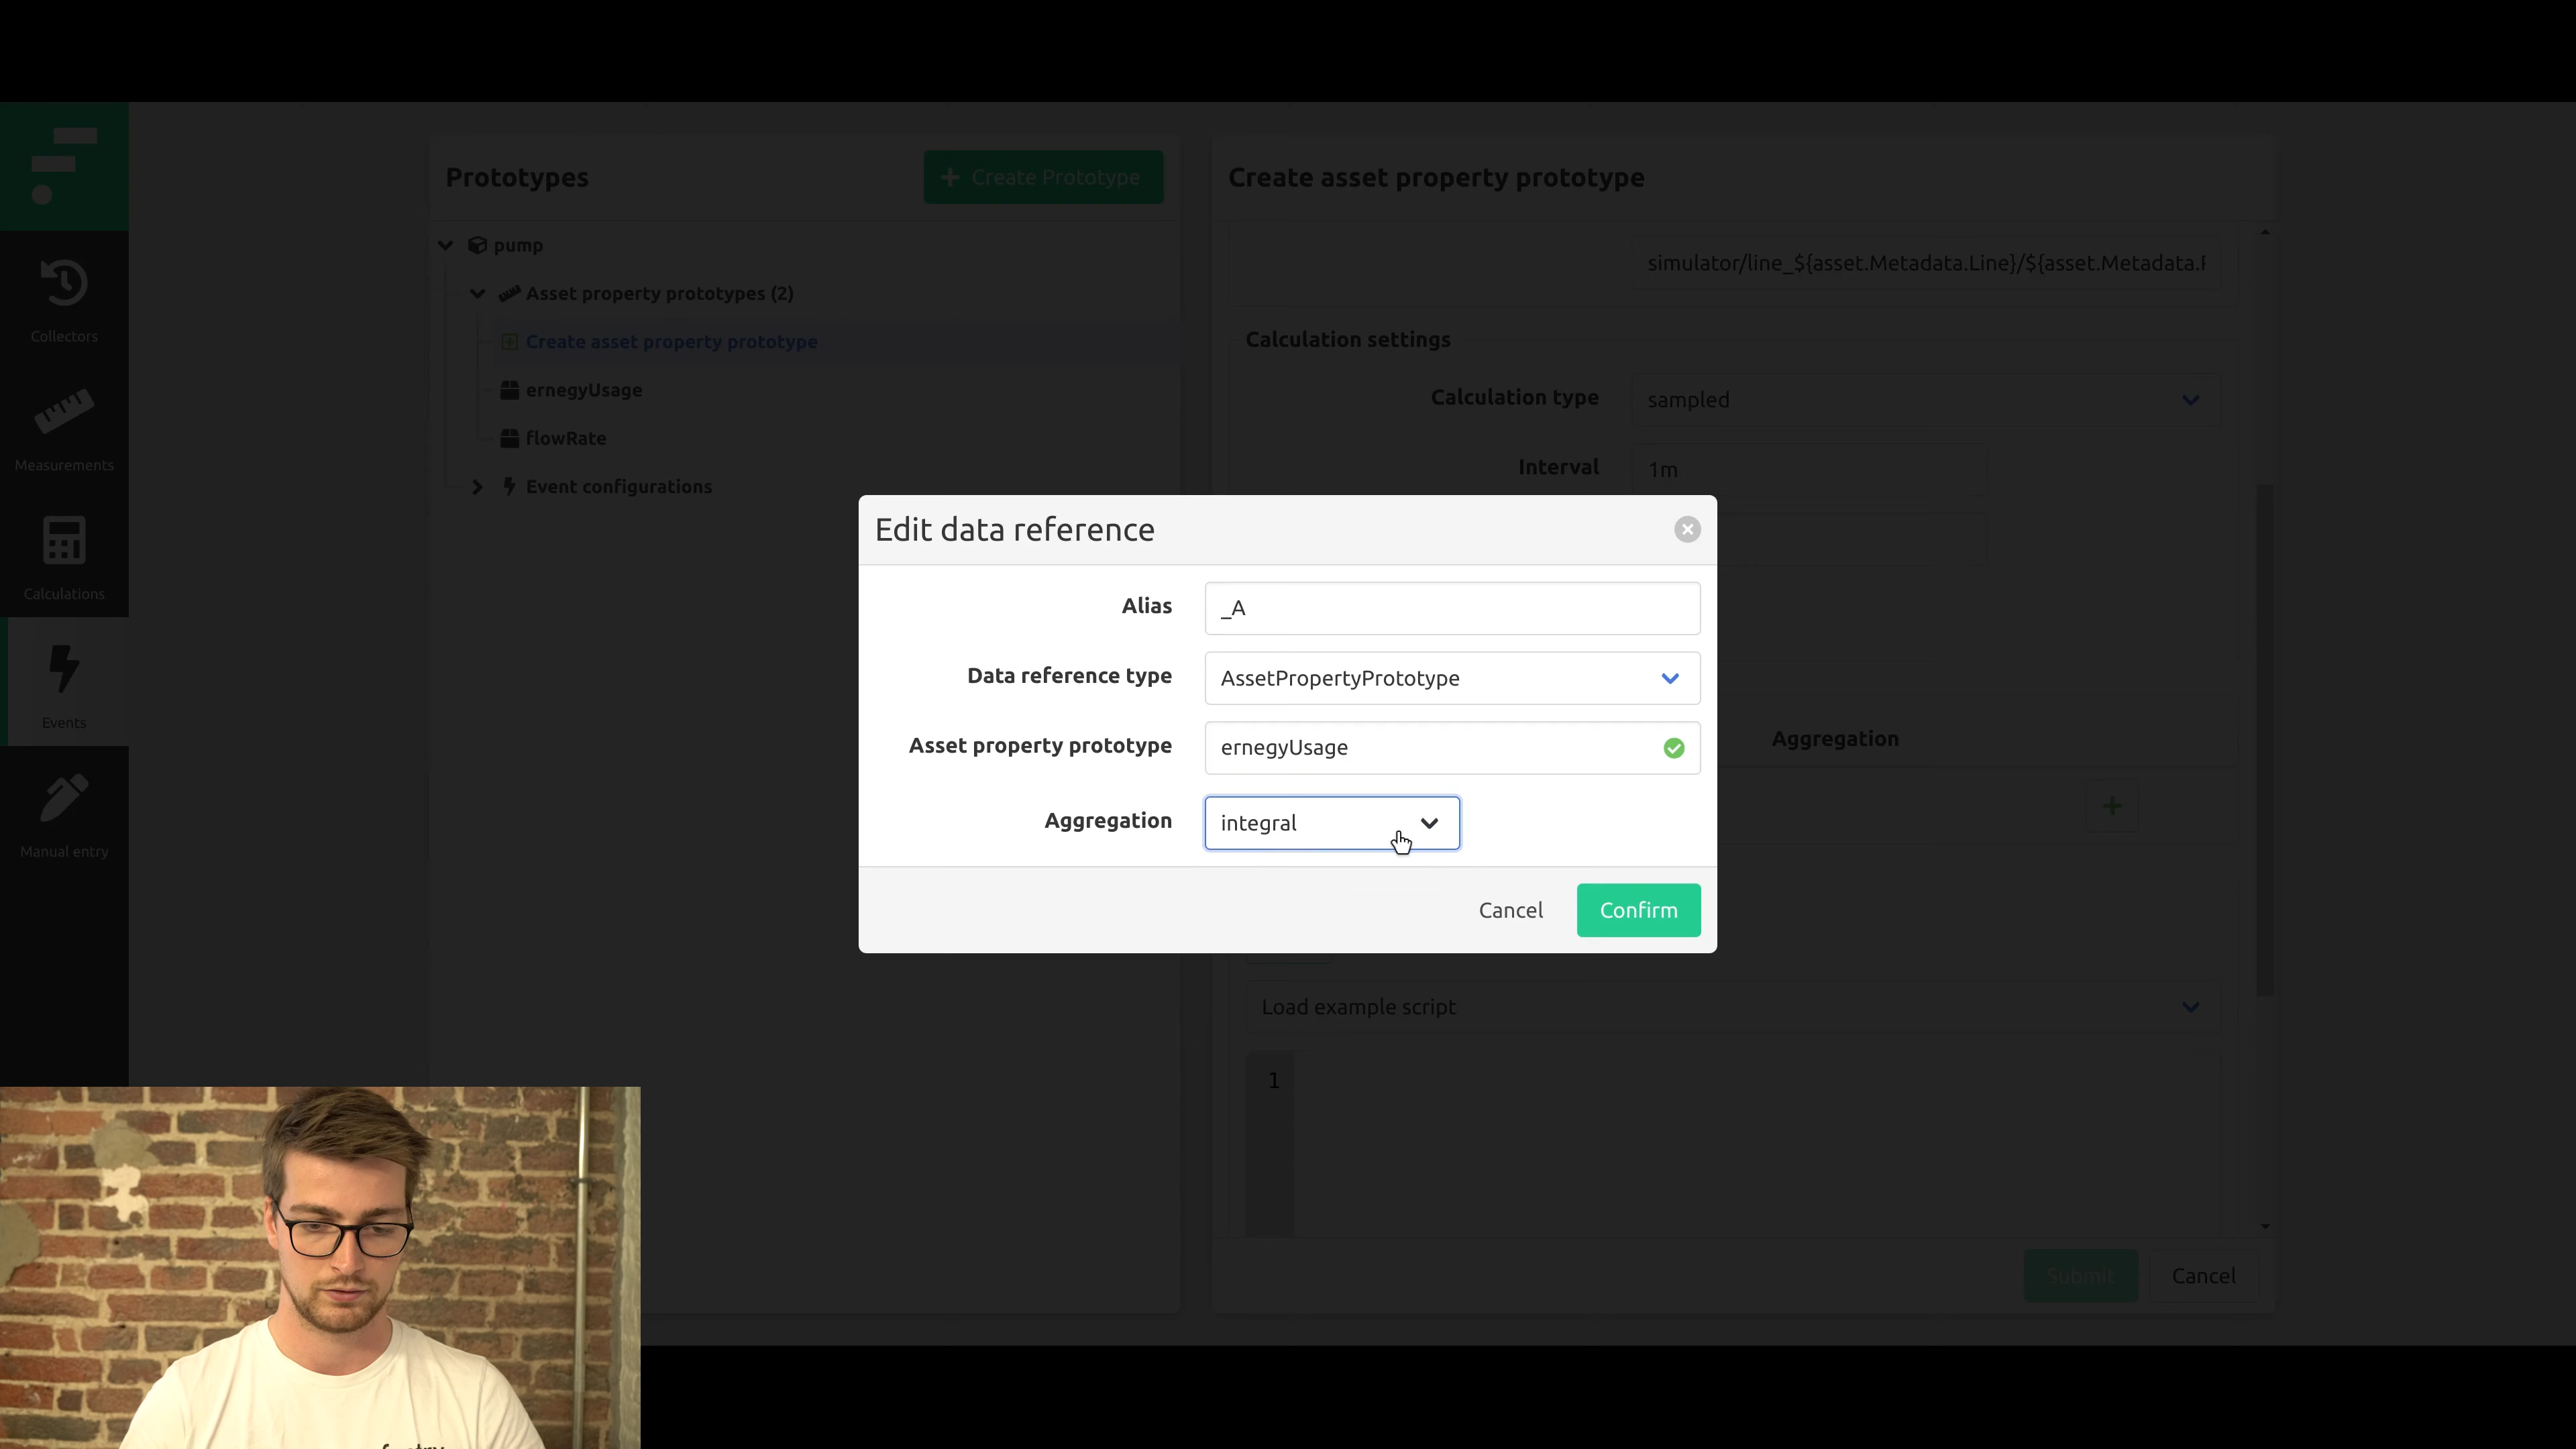 Prototypes
+ Create Prototype
Create asset property prototype
pump
Asset property prototypes (2)
Create asset property prototype
ernegyUsage
flowRate
Event configurations
Collectors
Measurements
Calculations
Events
Manual entry
simulator/line_${asset.Metadata.Line}/${asset.Metadata.
Calculation settings
Calculation type
sampled
Interval
1m
Edit data reference
Alias
_A
Data reference type
AssetPropertyPrototype
Asset property prototype
ernegyUsage
Aggregation
integral
Cancel
Confirm
Aggregation
Load example script
1
Submit
Cancel